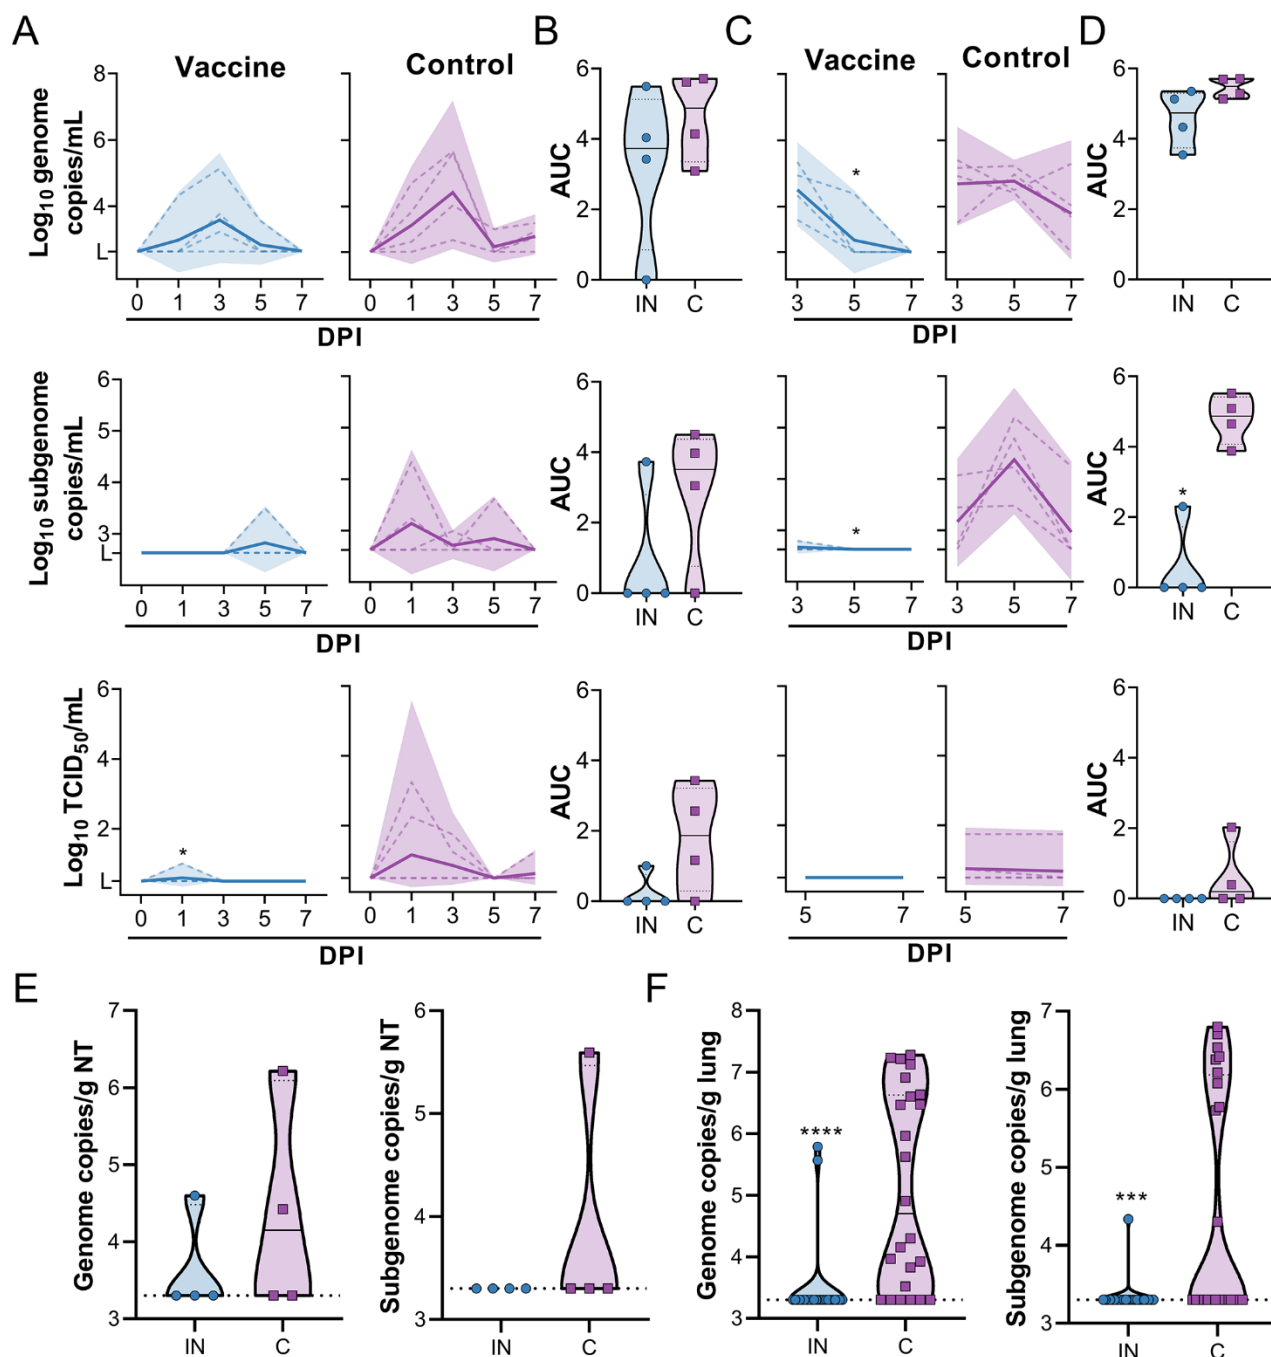 A
B
C
D
Vaccine
Control
Vaccine
Control
Log10 genome
copies/mL
8
6
4
L
0 1 3 5 7
0 1 3 5 7
DPI
AUC
6
4
2
0
IN C
*
3 5 7
3 5 7
DPI
AUC
6
4
2
0
IN C
Log10 subgenome
copies/mL
6
5
4
3
L
0 1 3 5 7
0 1 3 5 7
DPI
AUC
6
4
2
0
IN C
*
3 5 7
3 5 7
DPI
AUC
6
4
2
0
*
IN C
Log10 TCID50/mL
6
4
2
L
*
0 1 3 5 7
0 1 3 5 7
DPI
AUC
6
4
2
0
IN C
5 7
5 7
DPI
AUC
6
4
2
0
IN C
E
Genome copies/g NT
7
6
5
4
3
IN C
Subgenome copies/g NT
6
5
4
3
IN C
F
Genome copies/g lung
8
7
6
5
4
3
****
IN C
Subgenome copies/g lung
7
6
5
4
3
***
IN C